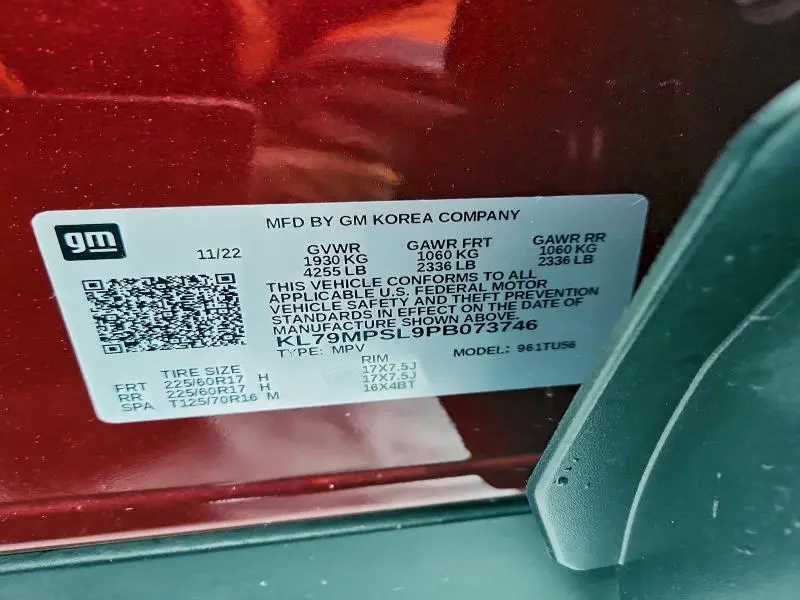 gm
MFD BY GM KOREA COMPANY
11/22
GVWR GAWR FRT GAWR RR
1930 KG 1060 KG 1060 KG
4255 LB 2336 LB 2336 LB
THIS VEHICLE CONFORMS TO ALL
APPLICABLE U.S. FEDERAL MOTOR
VEHICLE SAFETY AND THEFT PREVENTION
STANDARDS IN EFFECT ON THE DATE OF
MANUFACTURE SHOWN ABOVE.
KL79MPSL9PB073746
TYPE: MPV MODEL: 961TU56
TIRE SIZE RIM
FRT 225/60R17 H 17X7.5J
RR 225/60R17 H 17X7.5J
SPA T125/70R16 M 16X4BT